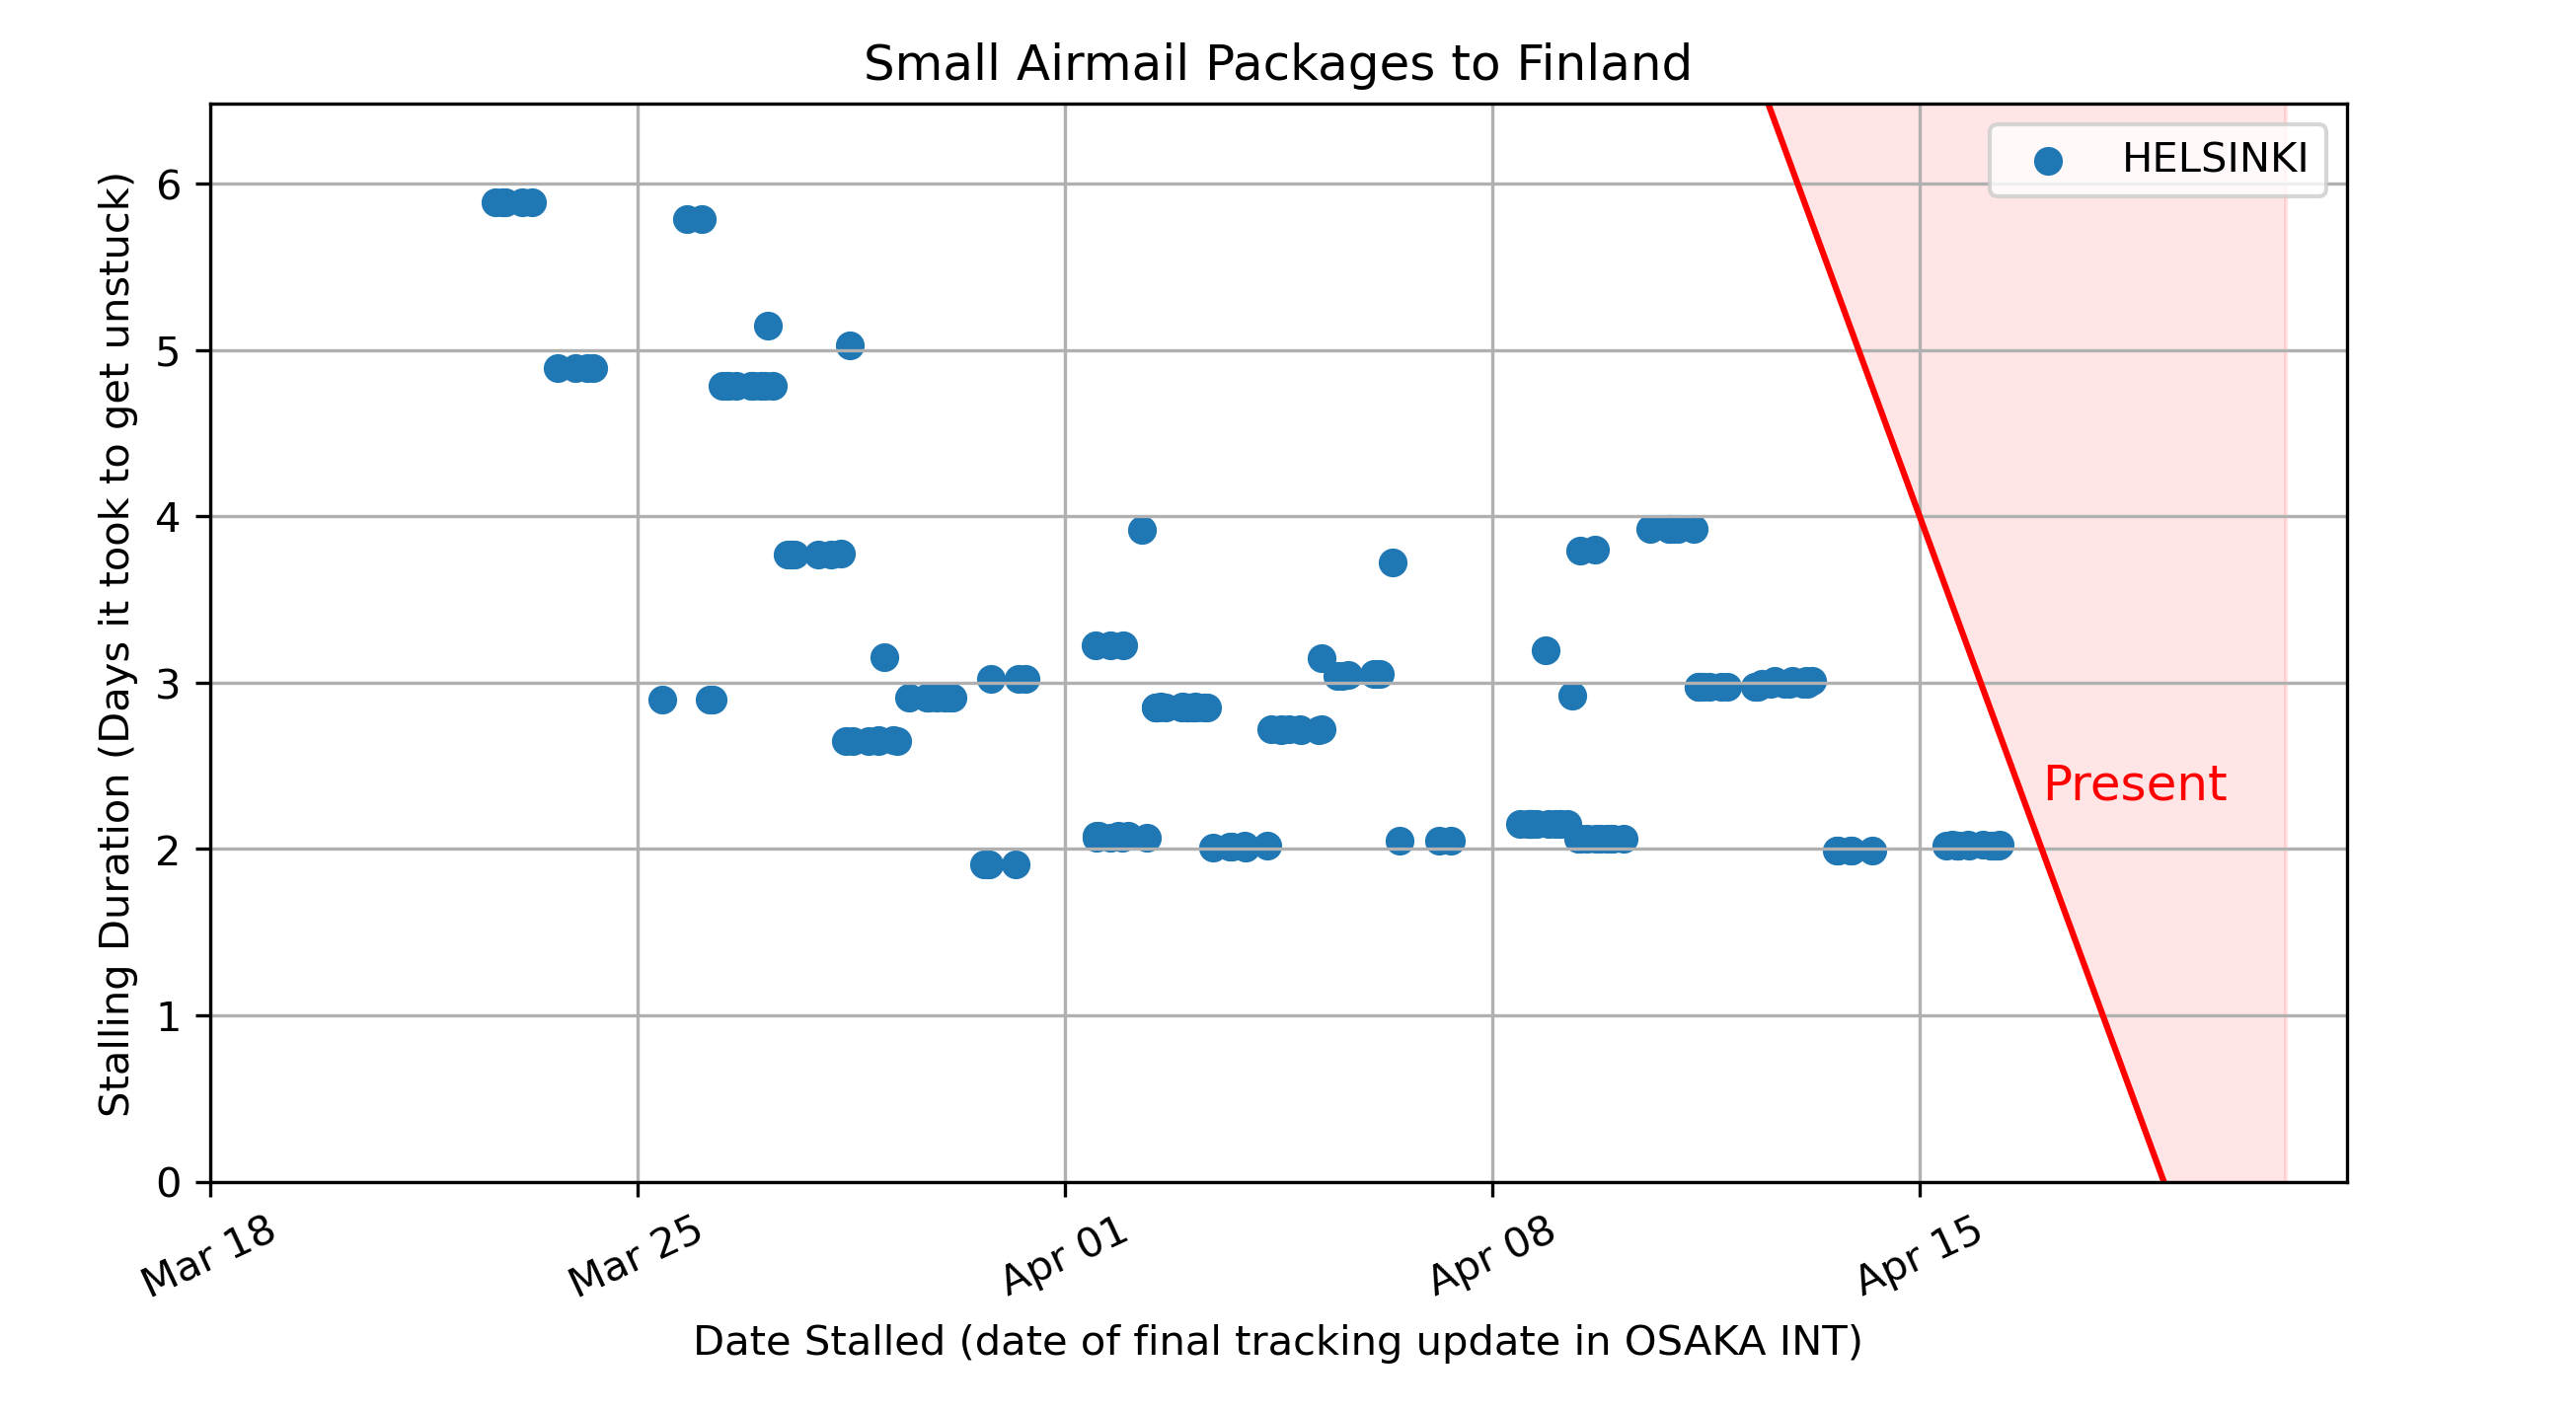 Small Airmail Packages to Finland
HELSINKI
Stalling Duration (Days it took to get unstuck)
6
5
4
3
2
1
0
Present
Mar 18
Mar 25
Apr 01
Apr 08
Apr 15
Date Stalled (date of final tracking update in OSAKA INT)